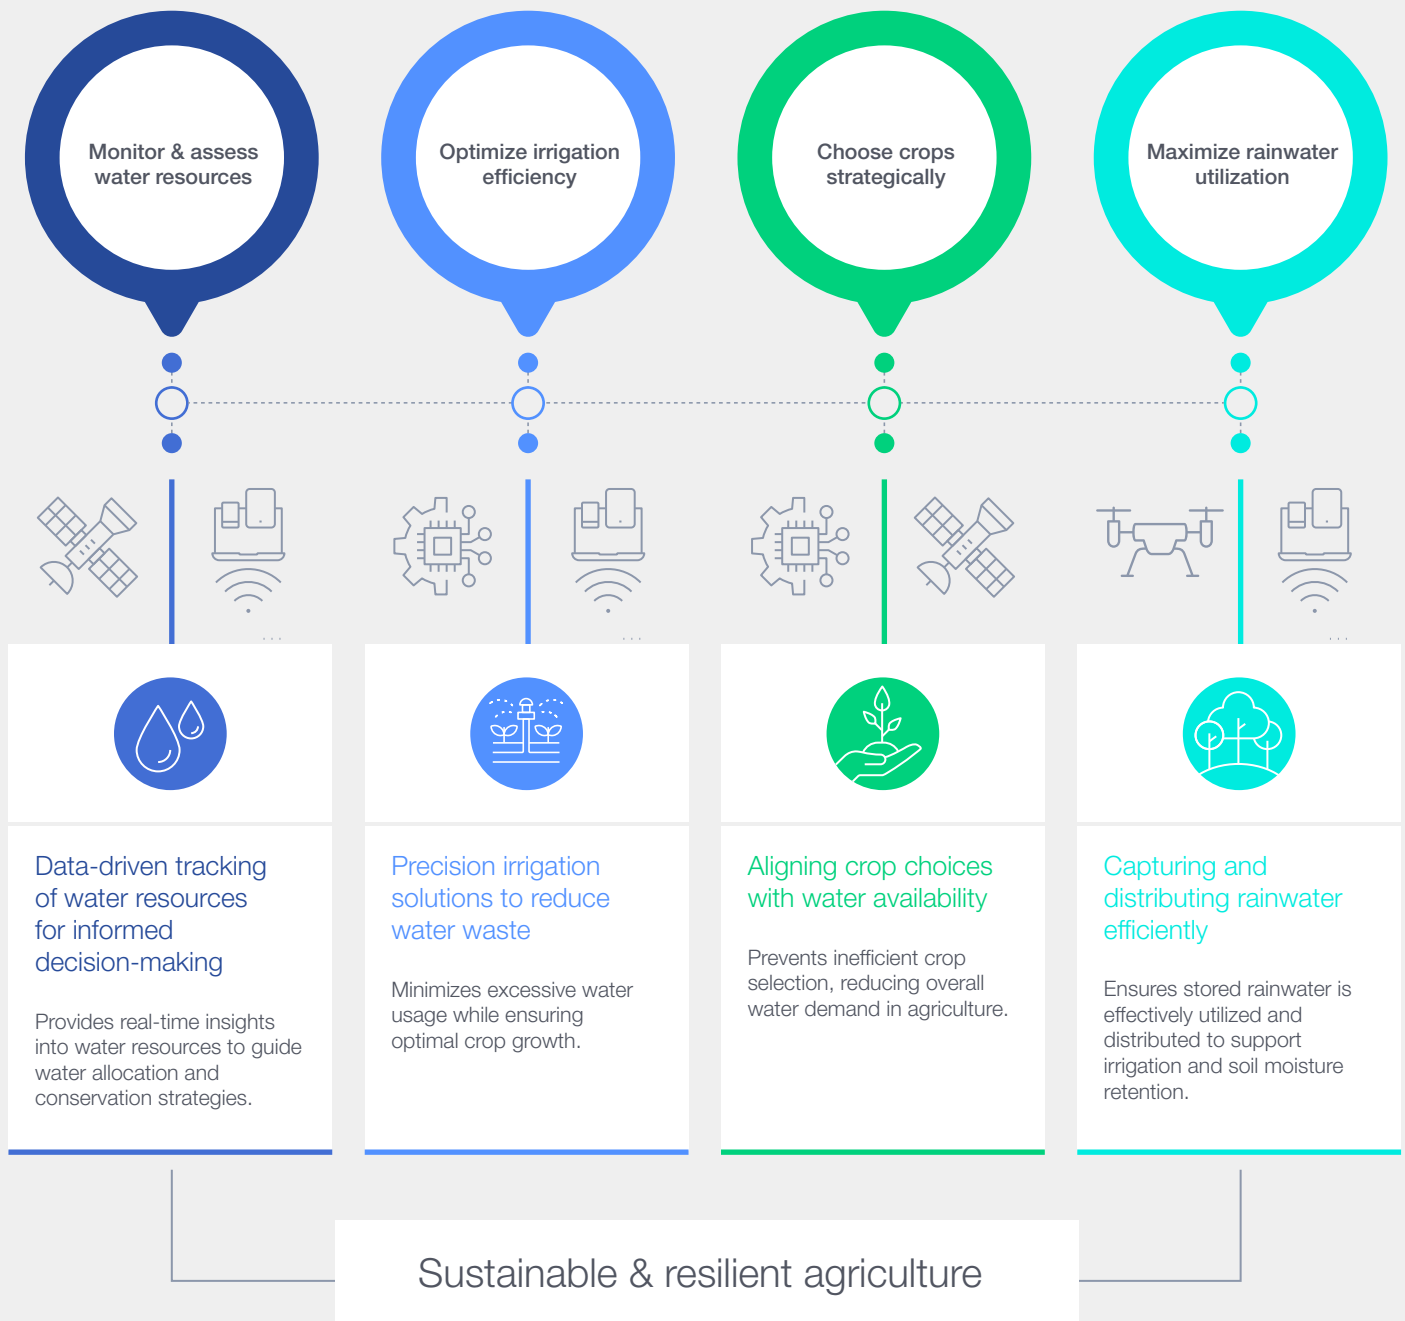 Monitor & assess
water resources
Optimize irrigation
efficiency
Choose crops
strategically
Maximize rainwater
utilization
...
...
...
Data-driven tracking
of water resources
for informed
decision-making
Provides real-time insights
into water resources to guide
water allocation and
conservation strategies.
Precision irrigation
solutions to reduce
water waste
Minimizes excessive water
usage while ensuring
optimal crop growth.
Aligning crop choices
with water availability
Prevents inefficient crop
selection, reducing overall
water demand in agriculture.
Capturing and
distributing rainwater
efficiently
Ensures stored rainwater is
effectively utilized and
distributed to support
irrigation and soil moisture
retention.
Sustainable & resilient agriculture